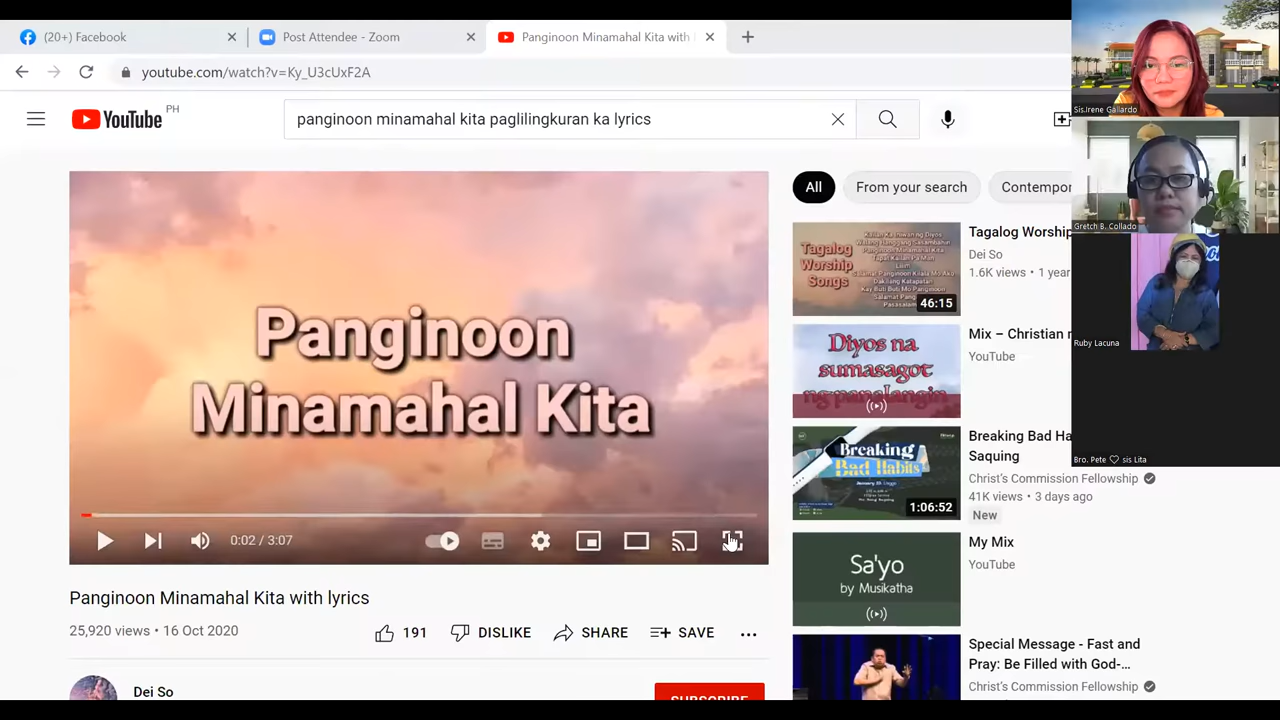 (20+) Facebook
Post Attendee - Zoom
Panginoon Minamahal Kita with
youtube.com/watch?v=Ky_U3cUxF2A
YouTube
PH
panginoon minamahal kita paglilingkuran ka lyrics
Panginoon
Minamahal Kita
0:02 / 3:07
Panginoon Minamahal Kita with lyrics
25,920 views • 16 Oct 2020
191
DISLIKE
SHARE
SAVE
Dei So
SUBSCRIBE
All
From your search
Contempor
Tagalog
Worship
Songs
46:15
Tagalog Worship
Dei So
1.6K views • 1 year
Diyos na
sumasagot
ng panalangin
Mix – Christian
YouTube
Breaking
Bad Habits
1:06:52
Breaking Bad Ha
Saquing
Christ's Commission Fellowship
41K views • 3 days ago
New
Sa'yo
by Musikatha
My Mix
YouTube
Special Message - Fast and
Pray: Be Filled with God-...
Christ's Commission Fellowship
Sis.Irene Gallardo
Gretch B. Collado
Ruby Lacuna
Bro. Pete ♡ sis Lita